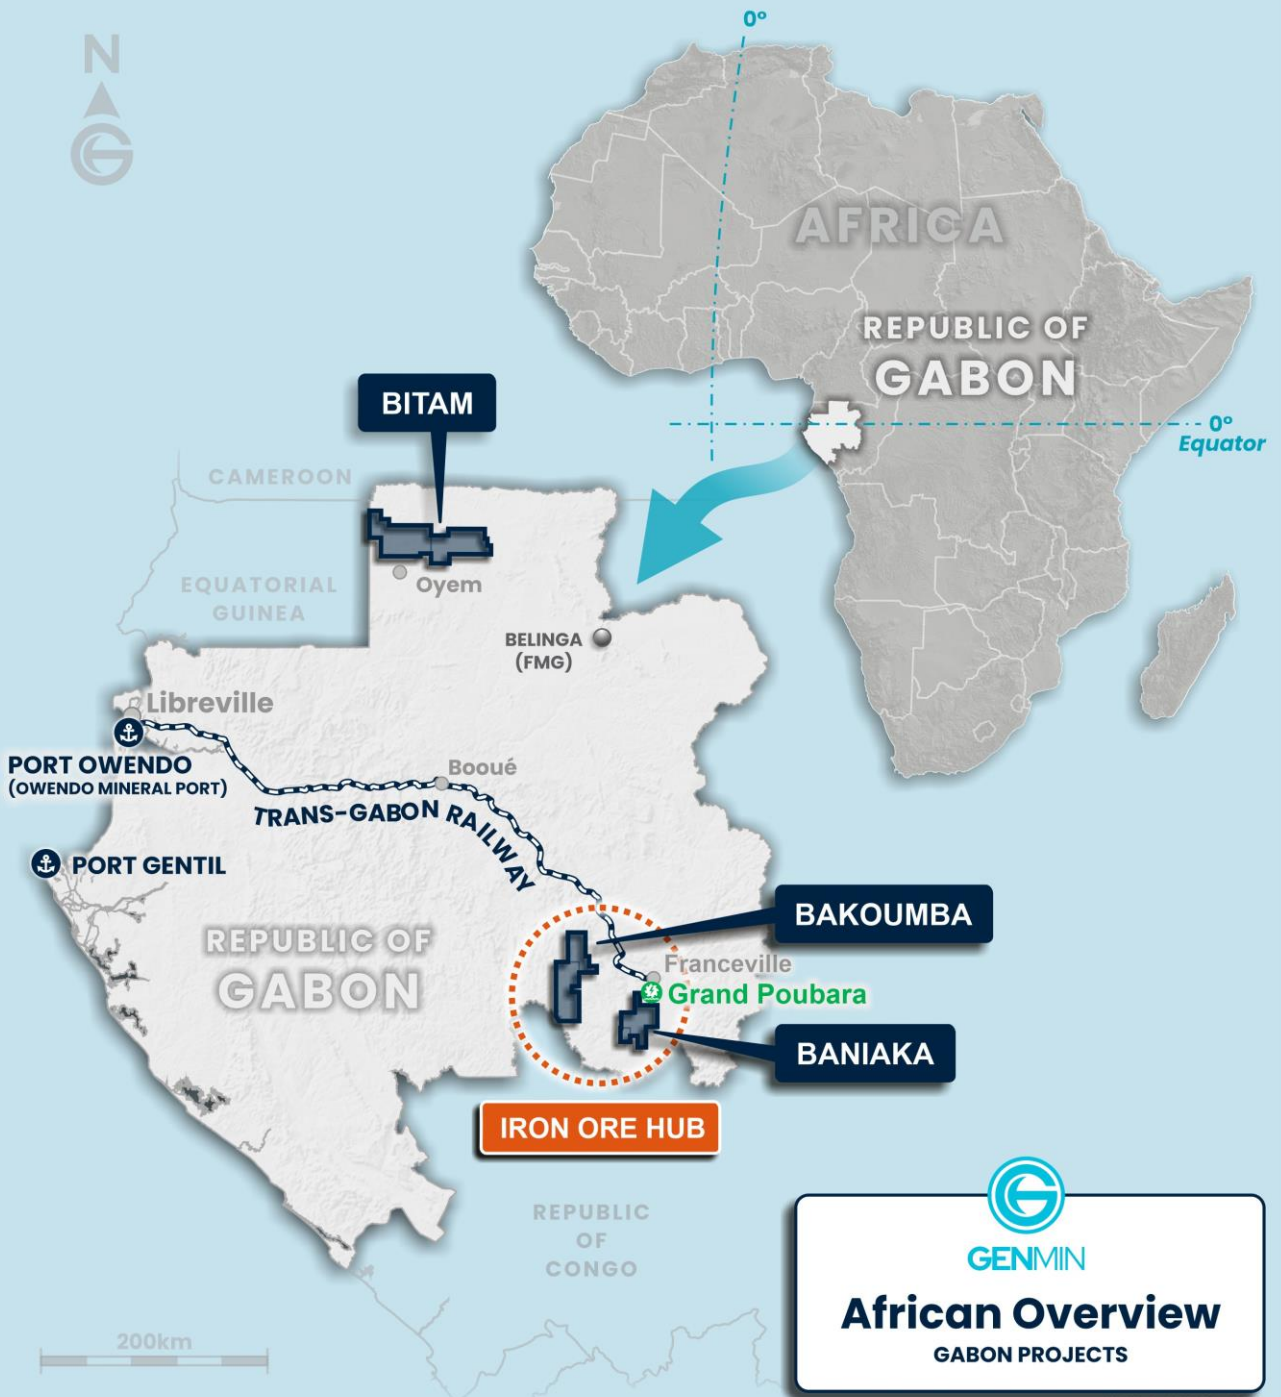 N
0°
AFRICA
REPUBLIC OF
GABON
0°
Equator
BITAM
CAMEROON
EQUATORIAL
GUINEA
Oyem
BELINGA
(FMG)
Libreville
PORT OWENDO
(OWENDO MINERAL PORT)
Booué
TRANS-GABON RAILWAY
PORT GENTIL
BAKOUMBA
REPUBLIC OF
GABON
Franceville
Grand Poubara
BANIAKA
IRON ORE HUB
REPUBLIC
OF
CONGO
200km
GENMIN
African Overview
GABON PROJECTS